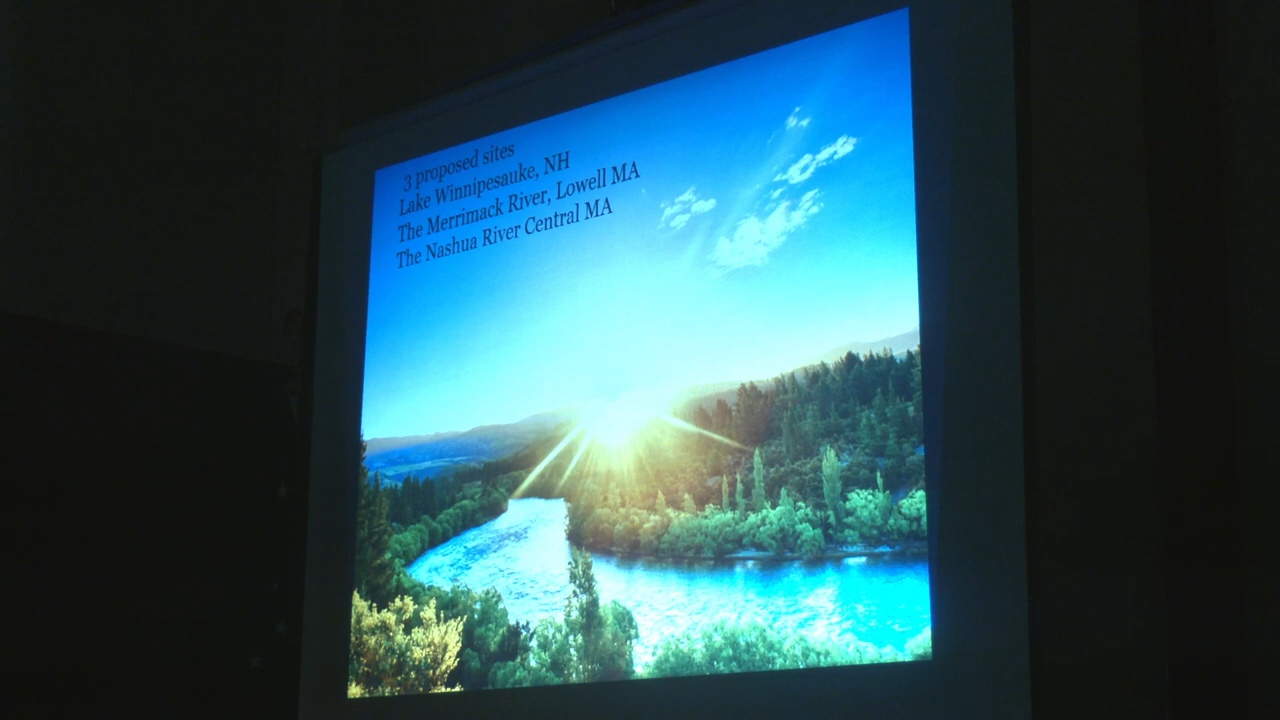 3 proposed sites
Lake Winnipesauke, NH
The Merrimack River, Lowell MA
The Nashua River Central MA